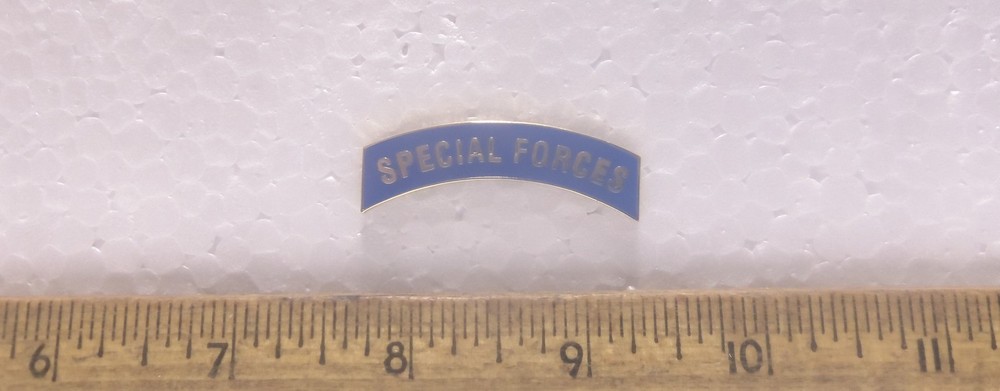 SPECIAL FORCES
6 7 8 9 10 11